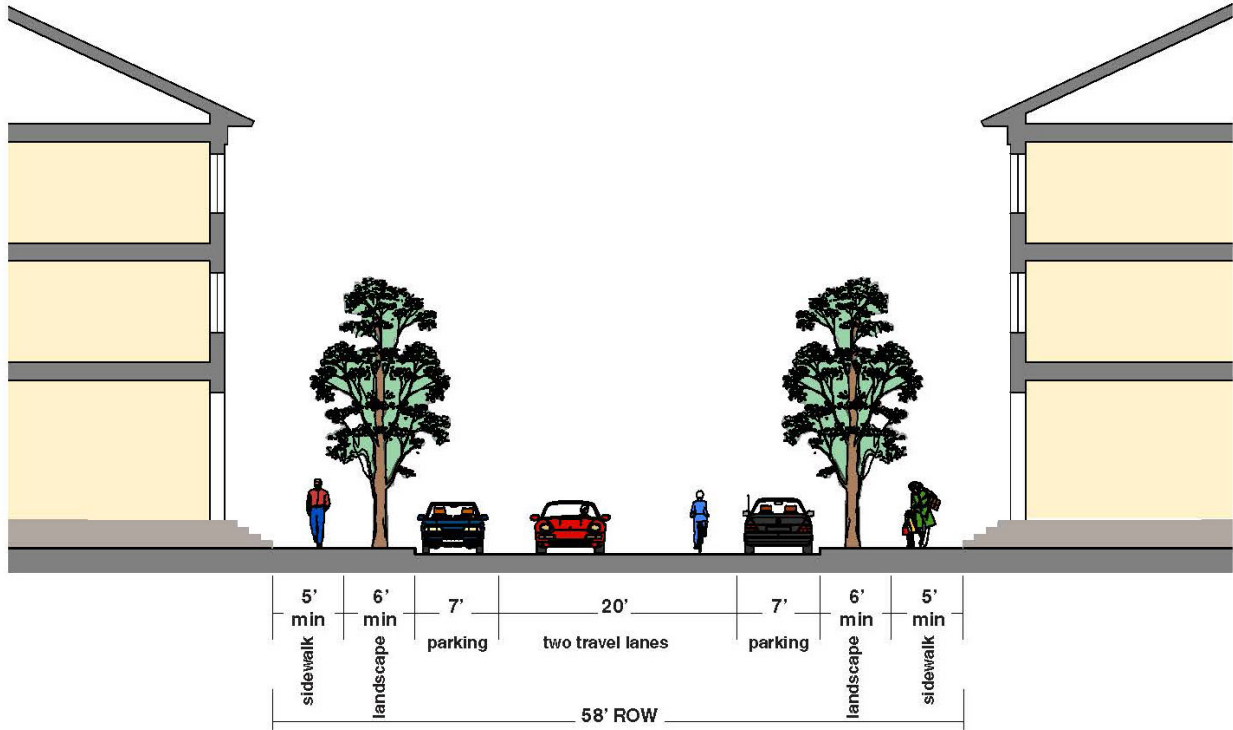 5' 6' 7' 20' 7' 6' 5'
min min min min
parking two travel lanes parking
sidewalk landscape landscape sidewalk
58' ROW